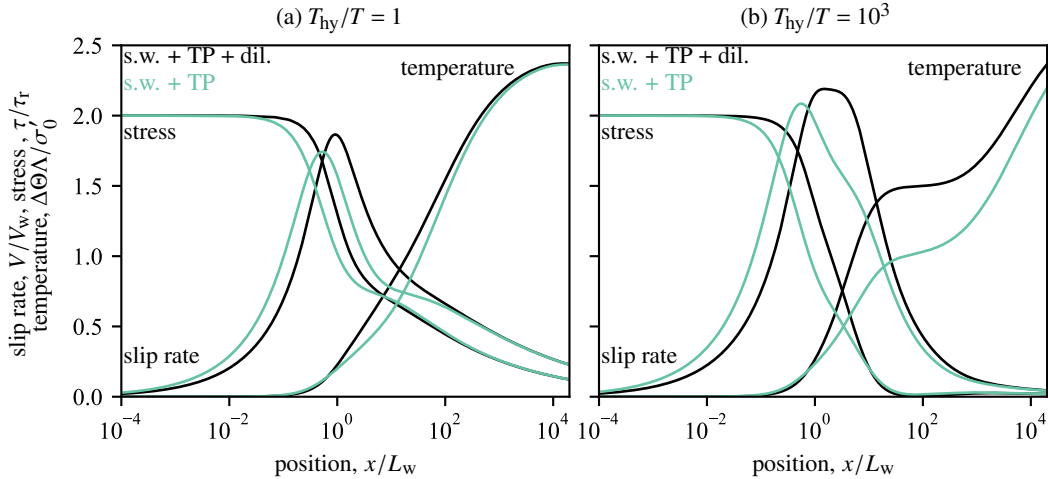 (a) T_hy/T = 1
(b) T_hy/T = 10^3
slip rate, V/V_w, stress , τ/τ_r
temperature, ΔΘΛ/σ′_0
2.5
2.0
1.5
1.0
0.5
0.0
s.w. + TP + dil.
s.w. + TP
temperature
stress
slip rate
s.w. + TP + dil.
s.w. + TP
temperature
stress
slip rate
10^−4 10^−2 10^0 10^2 10^4
10^−4 10^−2 10^0 10^2 10^4
position, x/L_w
position, x/L_w